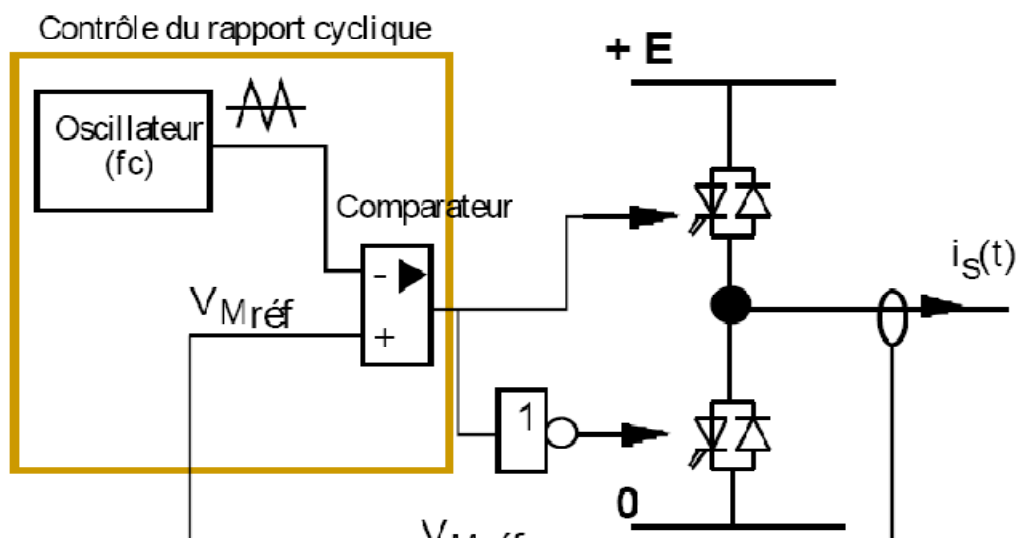 Contrôle du rapport cyclique
+ E
Oscillateur
(fc)
Comparateur
-
+
VMréf
iS(t)
1
0